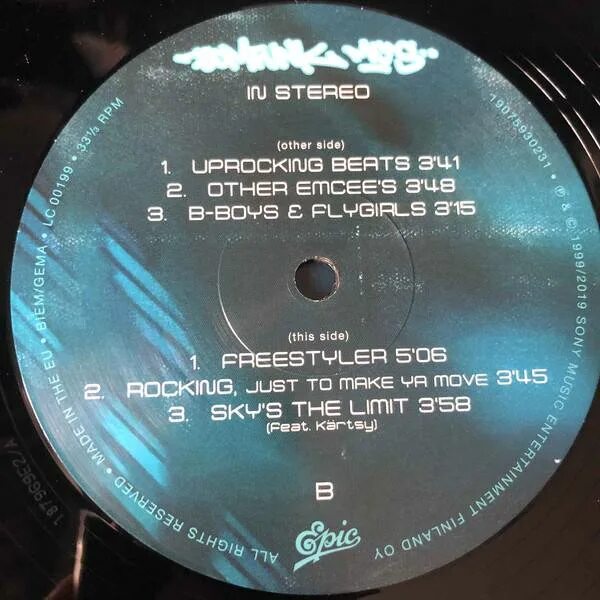 BOMFUNK MC'S
IN STEREO
(other side)
1. UPROCKING BEATS 3'41
2. OTHER EMCEE'S 3'48
3. B-BOYS & FLYGIRLS 3'15
(this side)
1. FREESTYLER 5'06
2. ROCKING, JUST TO MAKE YA MOVE 3'45
3. SKY'S THE LIMIT 3'58
(feat. Kärtsy)
B
Epic
ALL RIGHTS RESERVED • MADE IN THE EU • BIEM/GEMA • LC 00199 • 33⅓ RPM
19075930231 • ℗ & © 1999/2019 SONY MUSIC ENTERTAINMENT FINLAND OY